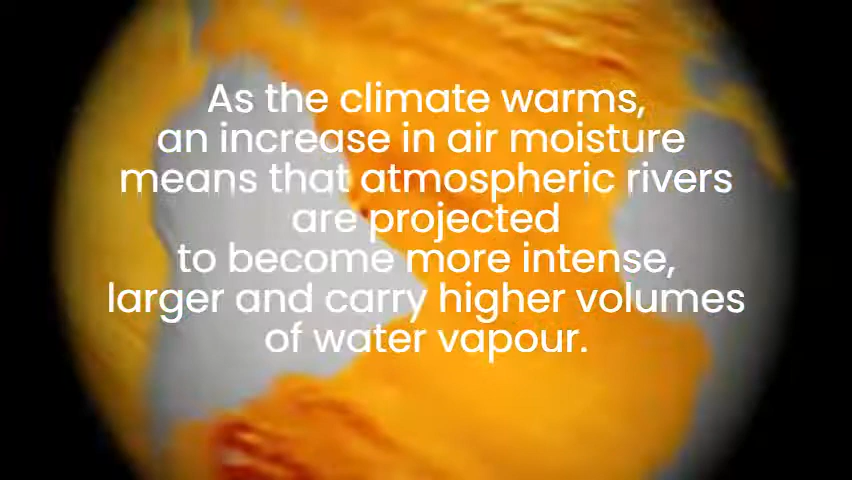 As the climate warms,
an increase in air moisture
means that atmospheric rivers
are projected
to become more intense,
larger and carry higher volumes
of water vapour.